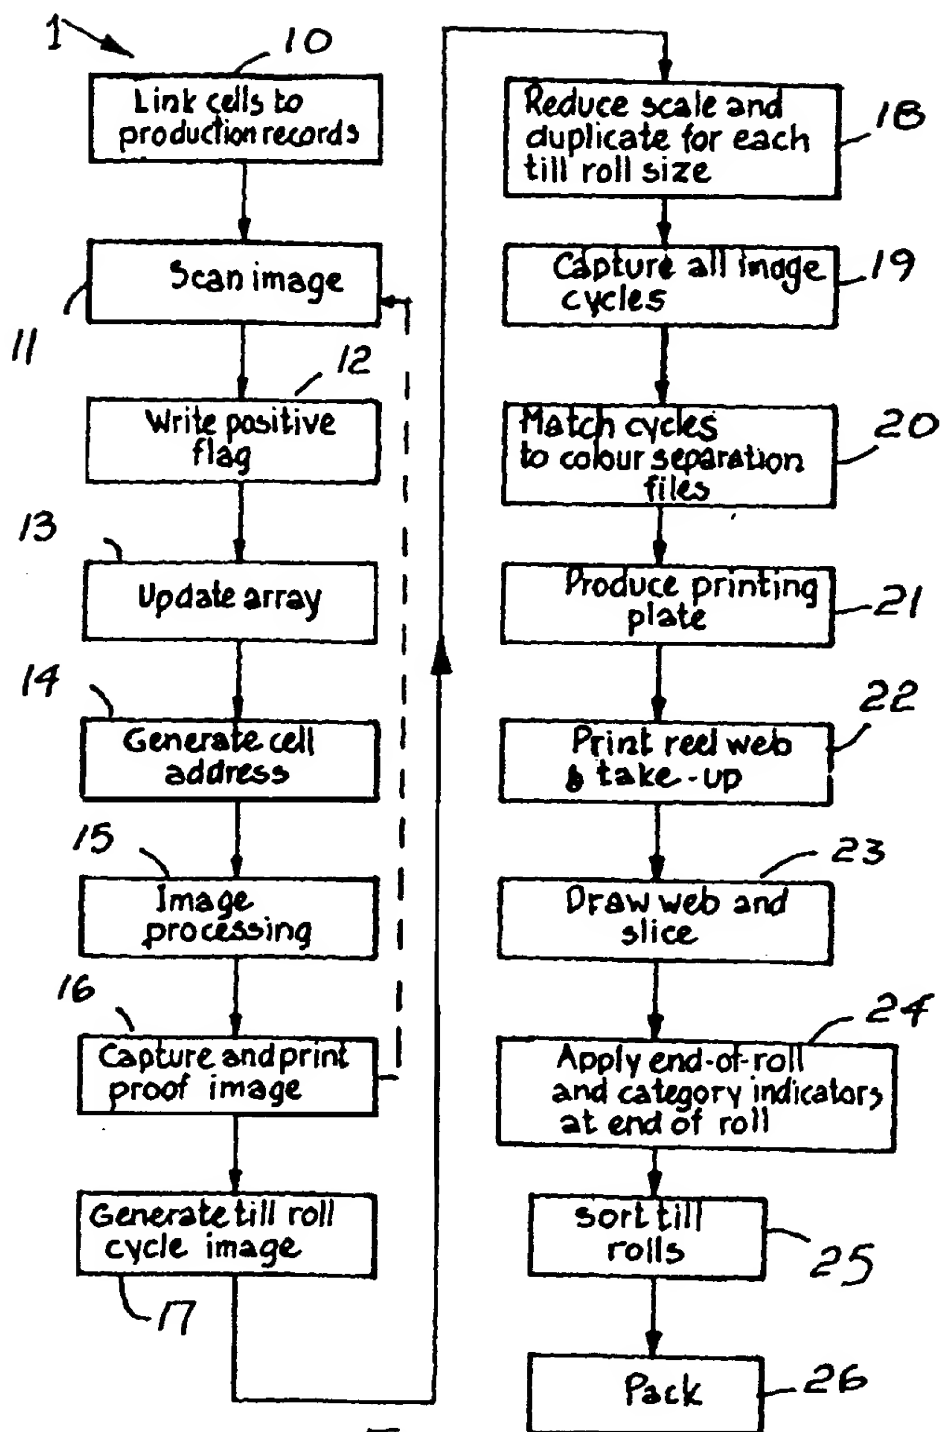 1
10
Link cells to
production records
Scan image
11
12
Write positive
flag
13
Update array
14
Generate cell
address
15
Image
processing
16
Capture and print
proof image
Generate till roll
cycle image
17
Reduce scale and
duplicate for each
till roll size
18
Capture all image
cycles
19
Match cycles
to colour separation
files
20
Produce printing
plate
21
22
Print reel web
& take-up
23
Draw web and
slice
24
Apply end-of-roll
and category indicators
at end of roll
Sort till
rolls
25
Pack
26